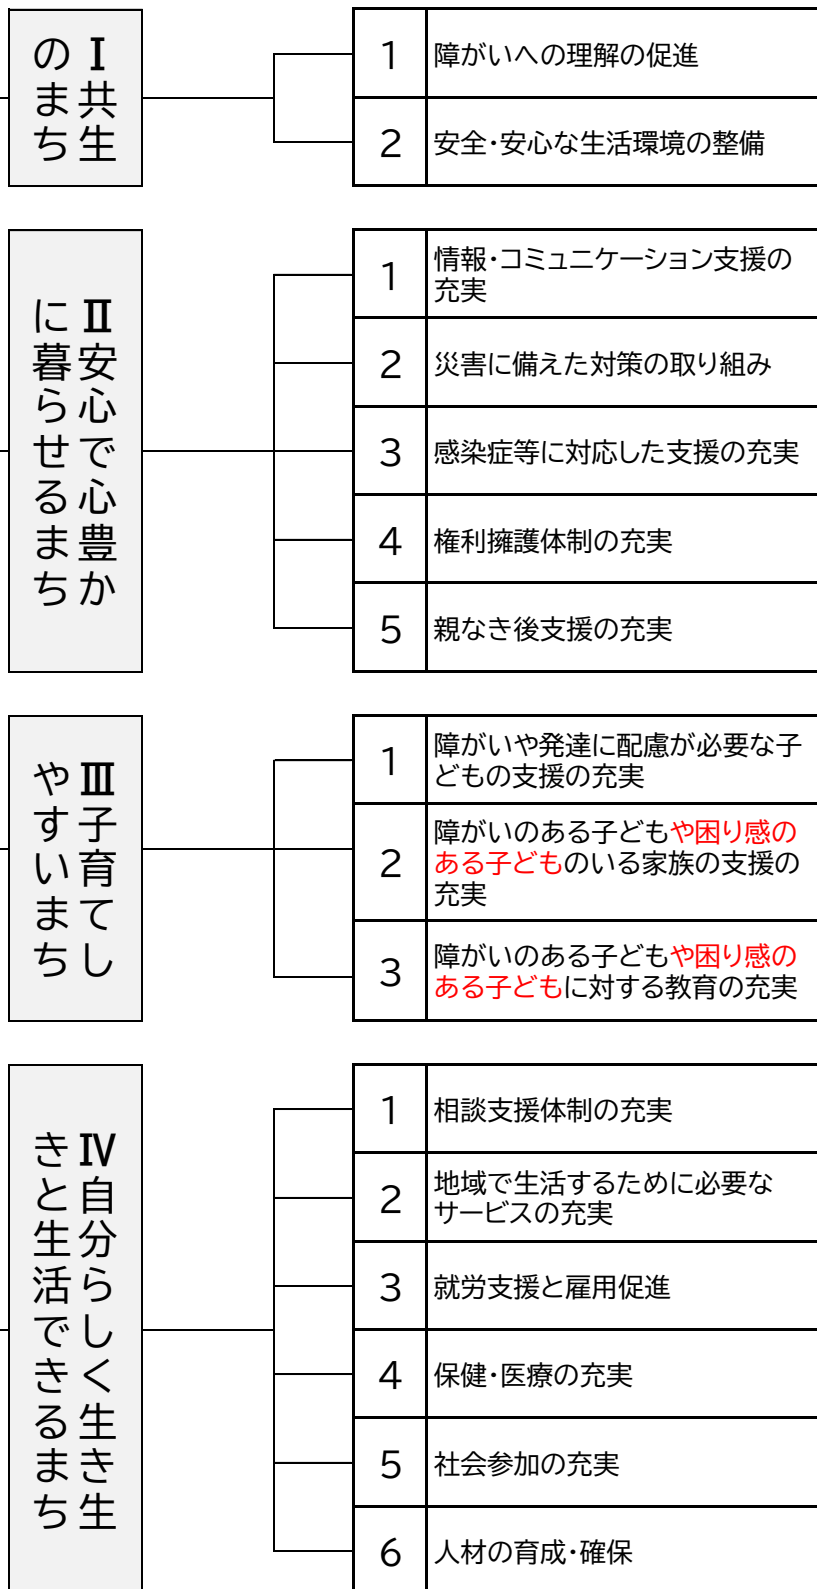 Ⅰ共生
のまち
1
障がいへの理解の促進
2
安全・安心な生活環境の整備
Ⅱ安心で心豊か
に暮らせるまち
1
情報・コミュニケーション支援の
充実
2
災害に備えた対策の取り組み
3
感染症等に対応した支援の充実
4
権利擁護体制の充実
5
親なき後支援の充実
Ⅲ子育てし
やすいまち
1
障がいや発達に配慮が必要な子
どもの支援の充実
2
障がいのある子どもや困り感の
ある子どものいる家族の支援の
充実
3
障がいのある子どもや困り感の
ある子どもに対する教育の充実
Ⅳ自分らしく生き生
きと生活できるまち
1
相談支援体制の充実
2
地域で生活するために必要な
サービスの充実
3
就労支援と雇用促進
4
保健・医療の充実
5
社会参加の充実
6
人材の育成・確保